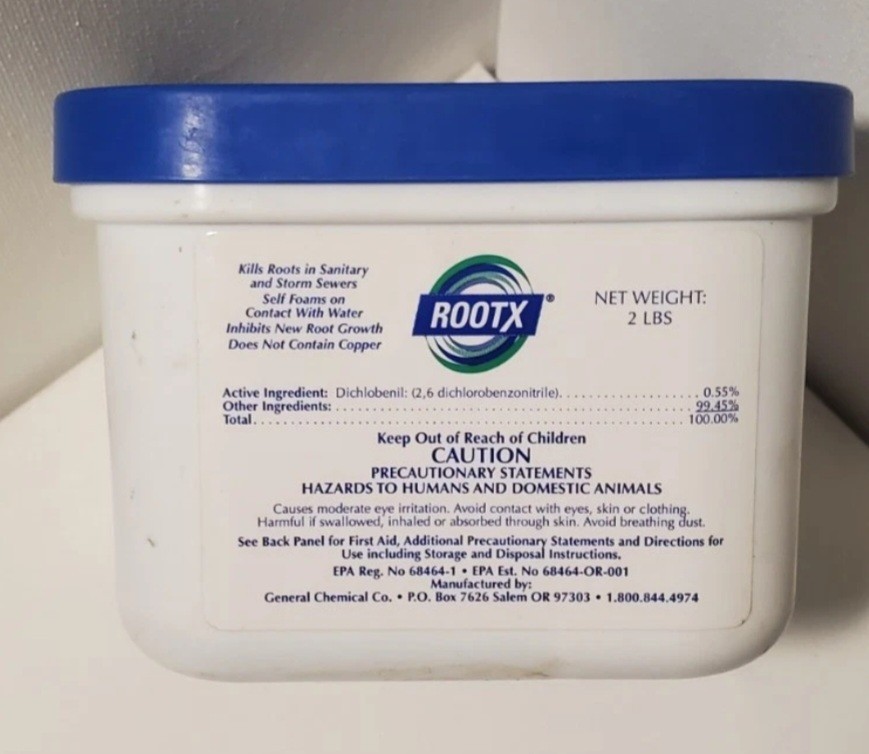 Kills Roots in Sanitary
and Storm Sewers
Self Foams on
Contact With Water
Inhibits New Root Growth
Does Not Contain Copper
ROOTX®
NET WEIGHT:
2 LBS
Active Ingredient: Dichlobenil: (2,6 dichlorobenzonitrile). . . . . . . . . . . . . . . . . . . 0.55%
Other Ingredients: . . . . . . . . . . . . . . . . . . . . . . . . . . . . . . . . . . . . . . . . . . . . . . . . . . 99.45%
Total. . . . . . . . . . . . . . . . . . . . . . . . . . . . . . . . . . . . . . . . . . . . . . . . . . . . . . . . . . . . 100.00%
Keep Out of Reach of Children
CAUTION
PRECAUTIONARY STATEMENTS
HAZARDS TO HUMANS AND DOMESTIC ANIMALS
Causes moderate eye irritation. Avoid contact with eyes, skin or clothing.
Harmful if swallowed, inhaled or absorbed through skin. Avoid breathing dust.
See Back Panel for First Aid, Additional Precautionary Statements and Directions for
Use including Storage and Disposal Instructions.
EPA Reg. No 68464-1 • EPA Est. No 68464-OR-001
Manufactured by:
General Chemical Co. • P.O. Box 7626 Salem OR 97303 • 1.800.844.4974